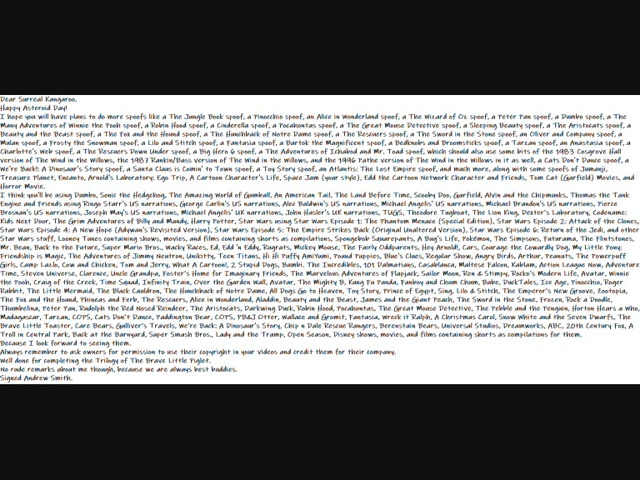 Dear Surreal Kangaroo.
Happy Asteroid Day!
I hope you will have plans to do more spoofs like a The Jungle Book spoof, a Pinocchio spoof, an Alice in Wonderland spoof, a The Wizard of Oz spoof, a Peter Pan spoof, a Dumbo spoof, a The
Many Adventures of Winnie the Pooh spoof, a Robin Hood spoof, a Cinderella spoof, a Pocahontas spoof, a The Great Mouse Detective spoof, a Sleeping Beauty spoof, a The Aristocats spoof, a
Beauty and the Beast spoof, a The Fox and the Hound spoof, a The Hunchback of Notre Dame spoof, a The Rescuers spoof, a The Sword in the Stone spoof, an Oliver and Company spoof, a
Mulan spoof, a Frosty the Snowman spoof, a Lilo and Stitch spoof, a Fantasia spoof, a Bartok the Magnificent spoof, a Bedknobs and Broomsticks spoof, a Tarzan spoof, an Anastasia spoof, a
Charlotte's Web spoof, a The Rescuers Down Under spoof, a Big Hero 6 spoof, a The Adventures of Ichabod and Mr. Toad spoof, which should also use some bits of the 1983 Cosgrove Hall
version of The Wind in the Willows, the 1987 Rankin/Bass version of The Wind in the Willows, and the 1996 Pathe version of The Wind in the Willows in it as well, a Cats Don't Dance spoof, a
We're Back!: A Dinosaur's Story spoof, a Santa Claus is Comin' to Town spoof, a Toy Story spoof, an Atlantis: The Lost Empire spoof, and much more, along with some spoofs of Jumanji,
Treasure Planet, Encanto, Arnold's Laboratory: Ego Trip, A Cartoon Character's Life, Space Jam (your style), Edd the Cartoon Network Character and Friends, Tom Cat (Garfield) Movies, and
Horror Movie.
I think you'll be using Dumbo, Sonic the Hedgehog, The Amazing World of Gumball, An American Tail, The Land Before Time, Scooby Doo, Garfield, Alvin and the Chipmunks, Thomas the Tank
Engine and Friends using Ringo Starr's US narrations, George Carlin's US narrations, Alec Baldwin's US narrations, Michael Angelis' US narrations, Michael Brandon's US narrations, Pierce
Brosnan's US narrations, Joseph May's US narrations, Michael Angelis' UK narrations, John Hasler's UK narrations, TUGS, Theodore Tugboat, The Lion King, Dexter's Laboratory, Codename:
Kids Next Door, The Grim Adventures of Billy and Mandy, Harry Potter, Star Wars using Star Wars Episode 1: The Phantom Menace (Special Edition), Star Wars Episode 2: Attack of the Clones,
Star Wars Episode 4: A New Hope (Adywan's Revisited Version), Star Wars Episode 5: The Empire Strikes Back (Original Unaltered Version), Star Wars Episode 6: Return of the Jedi, and other
Star Wars stuff, Looney Tunes containing shows, movies, and films containing shorts as compilations, Spongebob Squarepants, A Bug's Life, Pokémon, The Simpsons, Futurama, The Flintstones,
Mr. Bean, Back to the Future, Super Mario Bros., Wacky Races, Ed, Edd 'n Eddy, Rugrats, Mickey Mouse, The Fairly Oddparents, Hey Arnold, Cars, Courage the Cowardly Dog, My Little Pony:
Friendship is Magic, The Adventures of Jimmy Neutron, Unikitty, Teen Titans, Hi Hi Puffy AmiYumi, Pound Puppies, Blue's Clues, Regular Show, Angry Birds, Arthur, Peanuts, The Powerpuff
Girls, Camp Lazlo, Cow and Chicken, Tom and Jerry, What A Cartoon!, 2 Stupid Dogs, Bambi, The Incredibles, 101 Dalmatians, Casablanca, Maltese Falcon, Kablam, Action League Now, Adventure
Time, Steven Universe, Clarence, Uncle Grandpa, Foster's Home for Imaginary Friends, The Marvelous Adventures of Flapjack, Sailor Moon, Ren & Stimpy, Rocko's Modern Life, Avatar, Winnie
the Pooh, Craig of the Creek, Time Squad, Infinity Train, Over the Garden Wall, Avatar, The Mighty B, Kung Fu Panda, Fanboy and Chum Chum, Babe, DuckTales, Ice Age, Pinocchio, Roger
Rabbit, The Little Mermaid, The Black Cauldron, The Hunchback of Notre Dame, All Dogs Go to Heaven, Toy Story, Prince of Egypt, Sing, Lilo & Stitch, The Emperor's New Groove, Zootopia,
The Fox and the Hound, Phineas and Ferb, The Rescuers, Alice in Wonderland, Aladdin, Beauty and the Beast, James and the Giant Peach, The Sword in the Stone, Frozen, Rock a Doodle,
Thumbelina, Peter Pan, Rudolph the Red Nosed Reindeer, The Aristocats, Darkwing Duck, Robin Hood, Pocahontas, The Great Mouse Detective, The Pebble and the Penguin, Horton Hears a Who,
Madagascar, Tarzan, COPS, Cats Don't Dance, Paddington Bear, COPS, PB&J Otter, Wallace and Gromit, Fantasia, Wreck it Ralph, A Christmas Carol, Snow White and the Seven Dwarfs, The
Brave Little Toaster, Care Bears, Gulliver's Travels, We're Back: A Dinosaur's Story, Chip n Dale Rescue Rangers, Berenstain Bears, Universal Studios, Dreamworks, ABC, 20th Century Fox, A
Troll in Central Park, Back at the Barnyard, Super Smash Bros., Lady and the Tramp, Open Season, Disney shows, movies, and films containing shorts as compilations for them.
Because I look forward to seeing them.
Always remember to ask owners for permission to use their copyright in your videos and credit them for their company.
Well done for completing the Trilogy of The Brave Little Piglet.
No rude remarks about me though, because we are always best buddies.
Signed Andrew Smith.